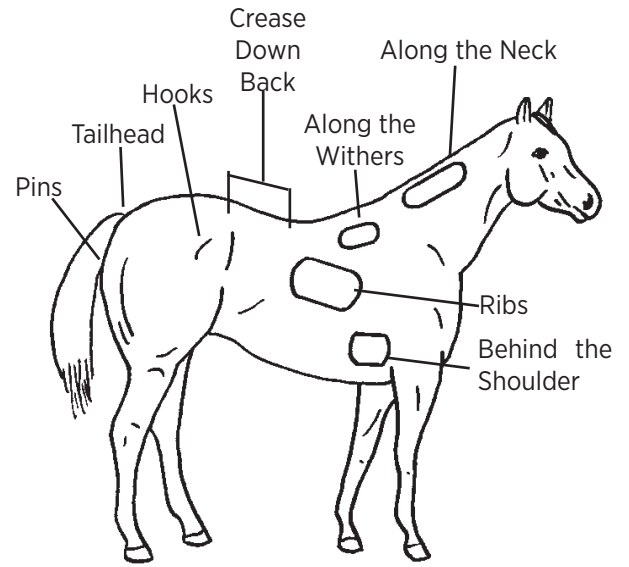 Crease
Down
Back
Along the Neck
Hooks
Along the
Withers
Tailhead
Pins
Ribs
Behind the
Shoulder